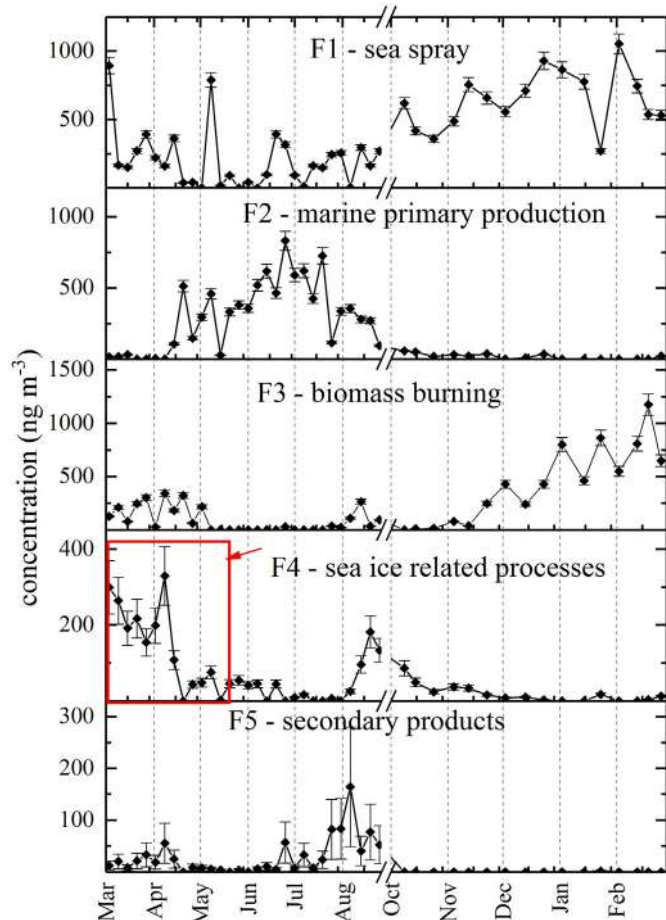 1000
500
F1 - sea spray
1000
500
0
F2 - marine primary production
1500
1000
500
F3 - biomass burning
400
200
F4 - sea ice related processes
300
200
100
F5 - secondary products
concentration (ng m⁻³)
Mar
Apr
May
Jun
Jul
Aug
Oct
Nov
Dec
Jan
Feb